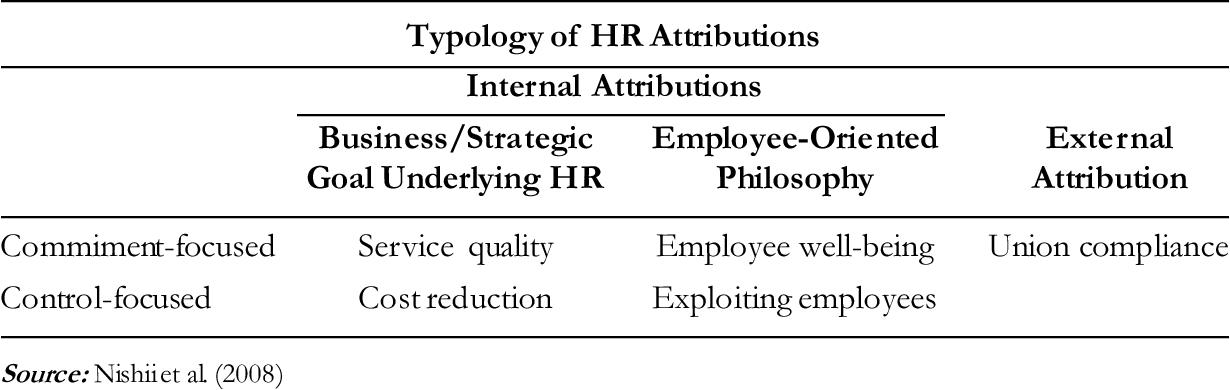 Typology of HR Attributions
Internal Attributions
Business/Strategic Employee-Oriented External
Goal Underlying HR Philosophy Attribution
Commiment-focused Service quality Employee well-being Union compliance
Control-focused Cost reduction Exploiting employees
Source: Nishii et al. (2008)